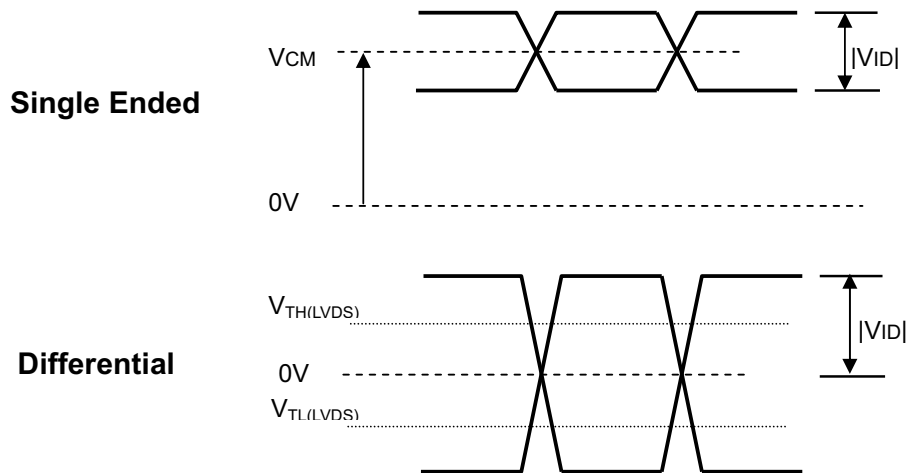 VCM
|VID|
Single Ended
0V
VTH(LVDS)
|VID|
Differential
0V
VTL(LVDS)